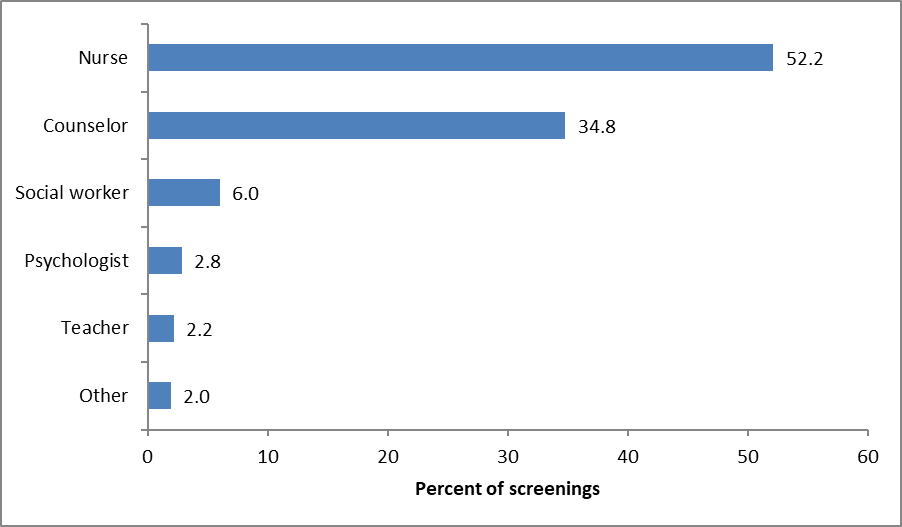 Nurse 52.2
Counselor 34.8
Social worker 6.0
Psychologist 2.8
Teacher 2.2
Other 2.0
0 10 20 30 40 50 60
Percent of screenings